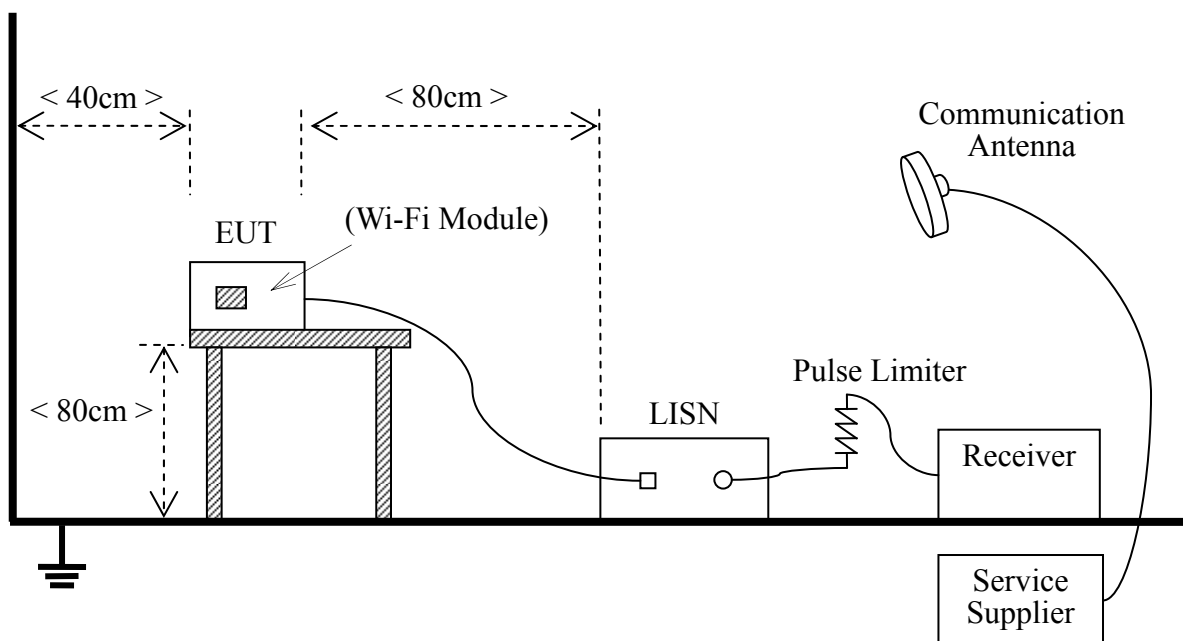 < 40cm >
< 80cm >
Communication
Antenna
(Wi-Fi Module)
EUT
Pulse Limiter
< 80cm >
LISN
Receiver
Service
Supplier